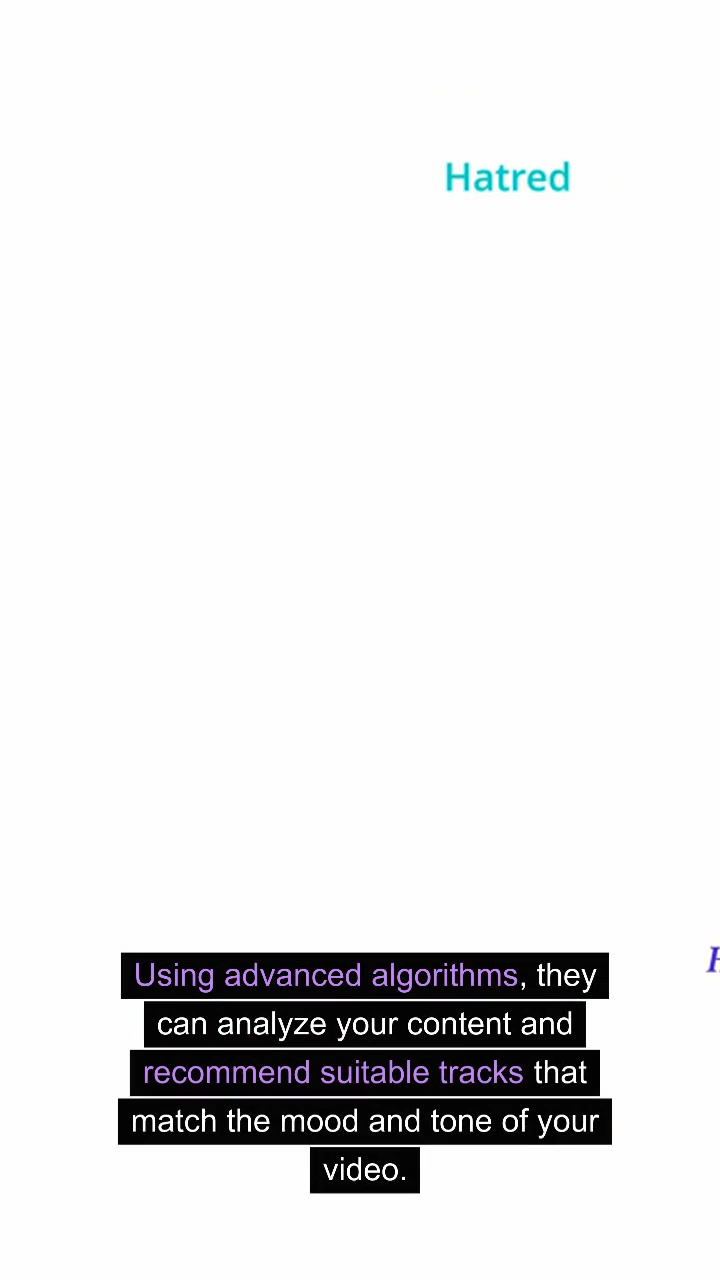 Hatred
Using advanced algorithms, they
can analyze your content and
recommend suitable tracks that
match the mood and tone of your
video.